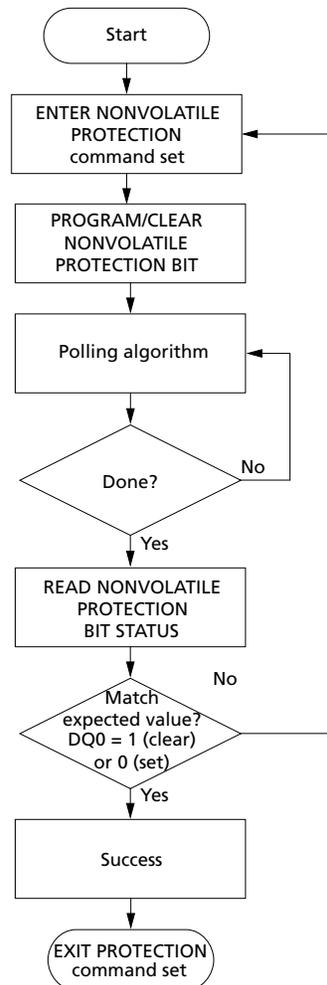 Start
ENTER NONVOLATILE
PROTECTION
command set
PROGRAM/CLEAR
NONVOLATILE
PROTECTION BIT
Polling algorithm
Done?
No
Yes
READ NONVOLATILE
PROTECTION
BIT STATUS
No
Match
expected value?
DQ0 = 1 (clear)
or 0 (set)
Yes
Success
EXIT PROTECTION
command set